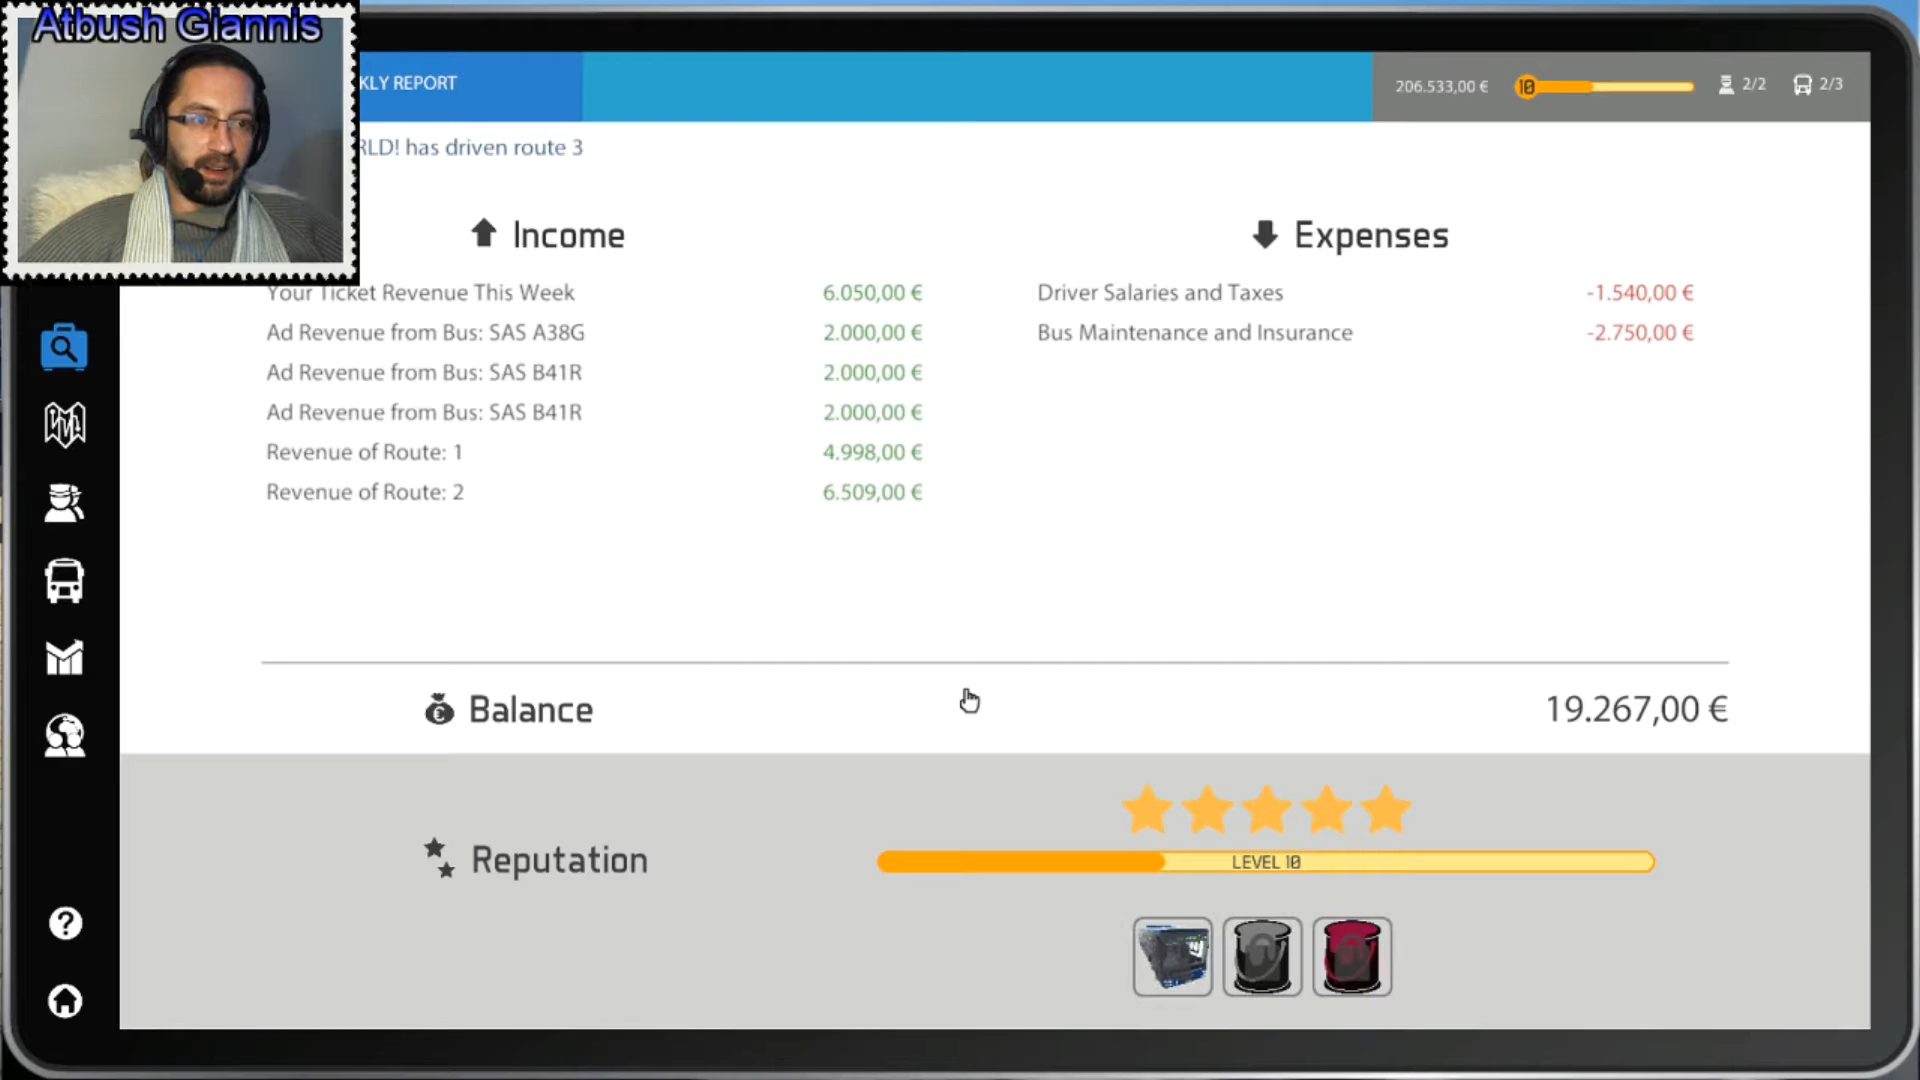 Atbush Giannis
KLY REPORT
206.533,00 € 10 2/2 2/3
RLD! has driven route 3
Income
Expenses
Your Ticket Revenue This Week 6.050,00 €
Driver Salaries and Taxes -1.540,00 €
Ad Revenue from Bus: SAS A38G 2.000,00 €
Bus Maintenance and Insurance -2.750,00 €
Ad Revenue from Bus: SAS B41R 2.000,00 €
Ad Revenue from Bus: SAS B41R 2.000,00 €
Revenue of Route: 1 4.998,00 €
Revenue of Route: 2 6.509,00 €
Balance 19.267,00 €
Reputation
LEVEL 10